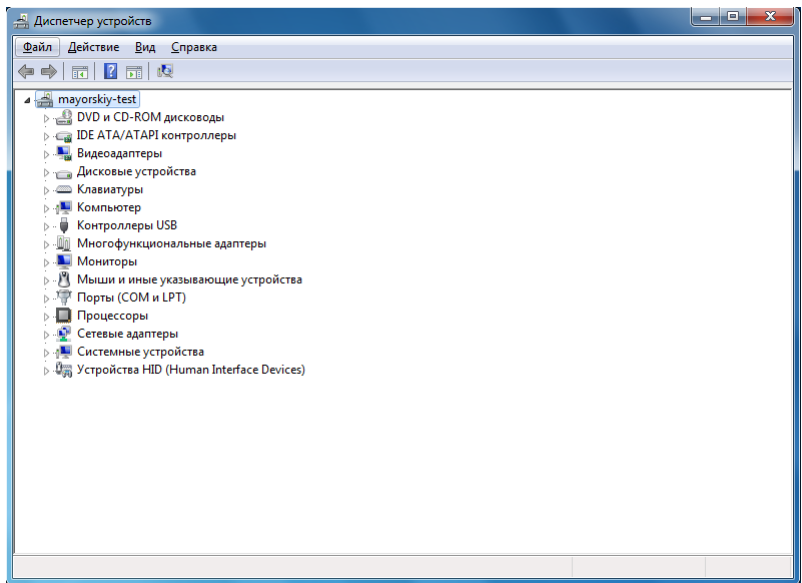 Диспетчер устройств
Файл Действие Вид Справка
mayorskiy-test
DVD и CD-ROM дисководы
IDE ATA/ATAPI контроллеры
Видеоадаптеры
Дисковые устройства
Клавиатуры
Компьютер
Контроллеры USB
Многофункциональные адаптеры
Мониторы
Мыши и иные указывающие устройства
Порты (COM и LPT)
Процессоры
Сетевые адаптеры
Системные устройства
Устройства HID (Human Interface Devices)